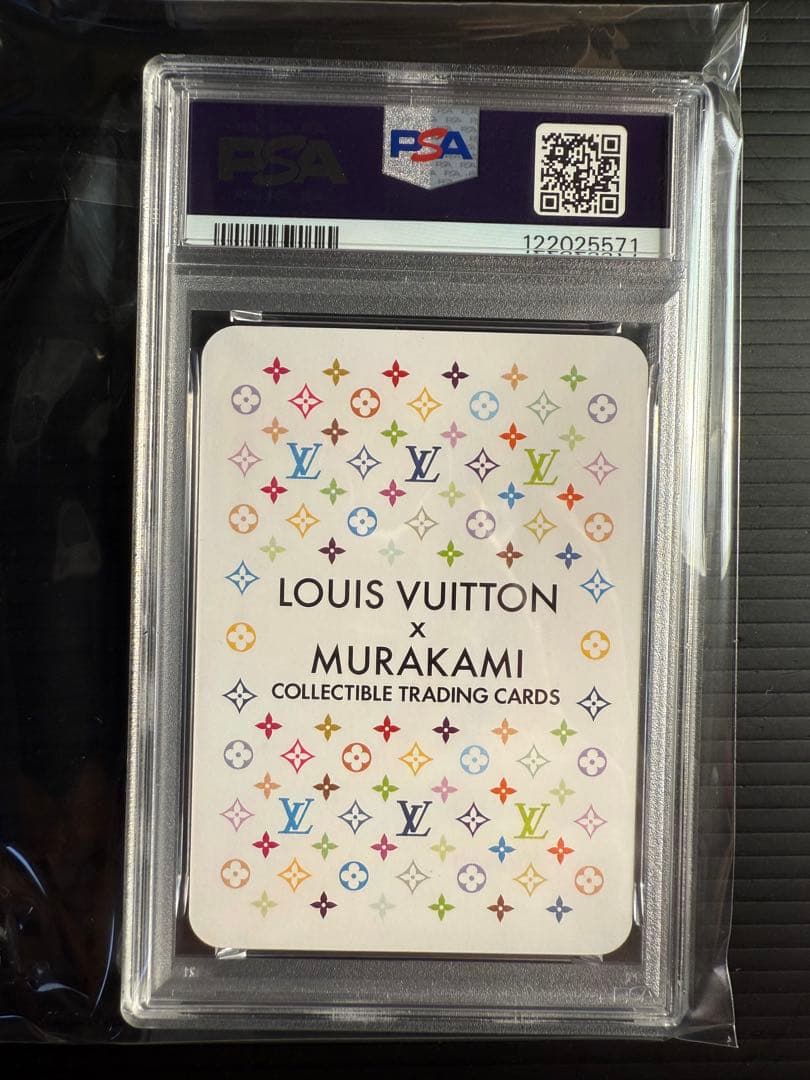 PSA
PSA
122025571
LOUIS VUITTON
x
MURAKAMI
COLLECTIBLE TRADING CARDS